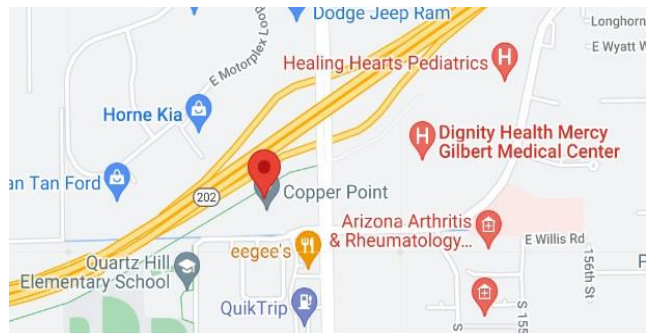 Dodge Jeep Ram
Longhorn
E Wyatt W
E Motorplex Loop
Healing Hearts Pediatrics
Horne Kia
Dignity Health Mercy
Gilbert Medical Center
an Tan Ford
202
Copper Point
Arizona Arthritis
& Rheumatology...
eegee's
E Willis Rd
156th St
Quartz Hill
Elementary School
P
QuikTrip
S
S 155